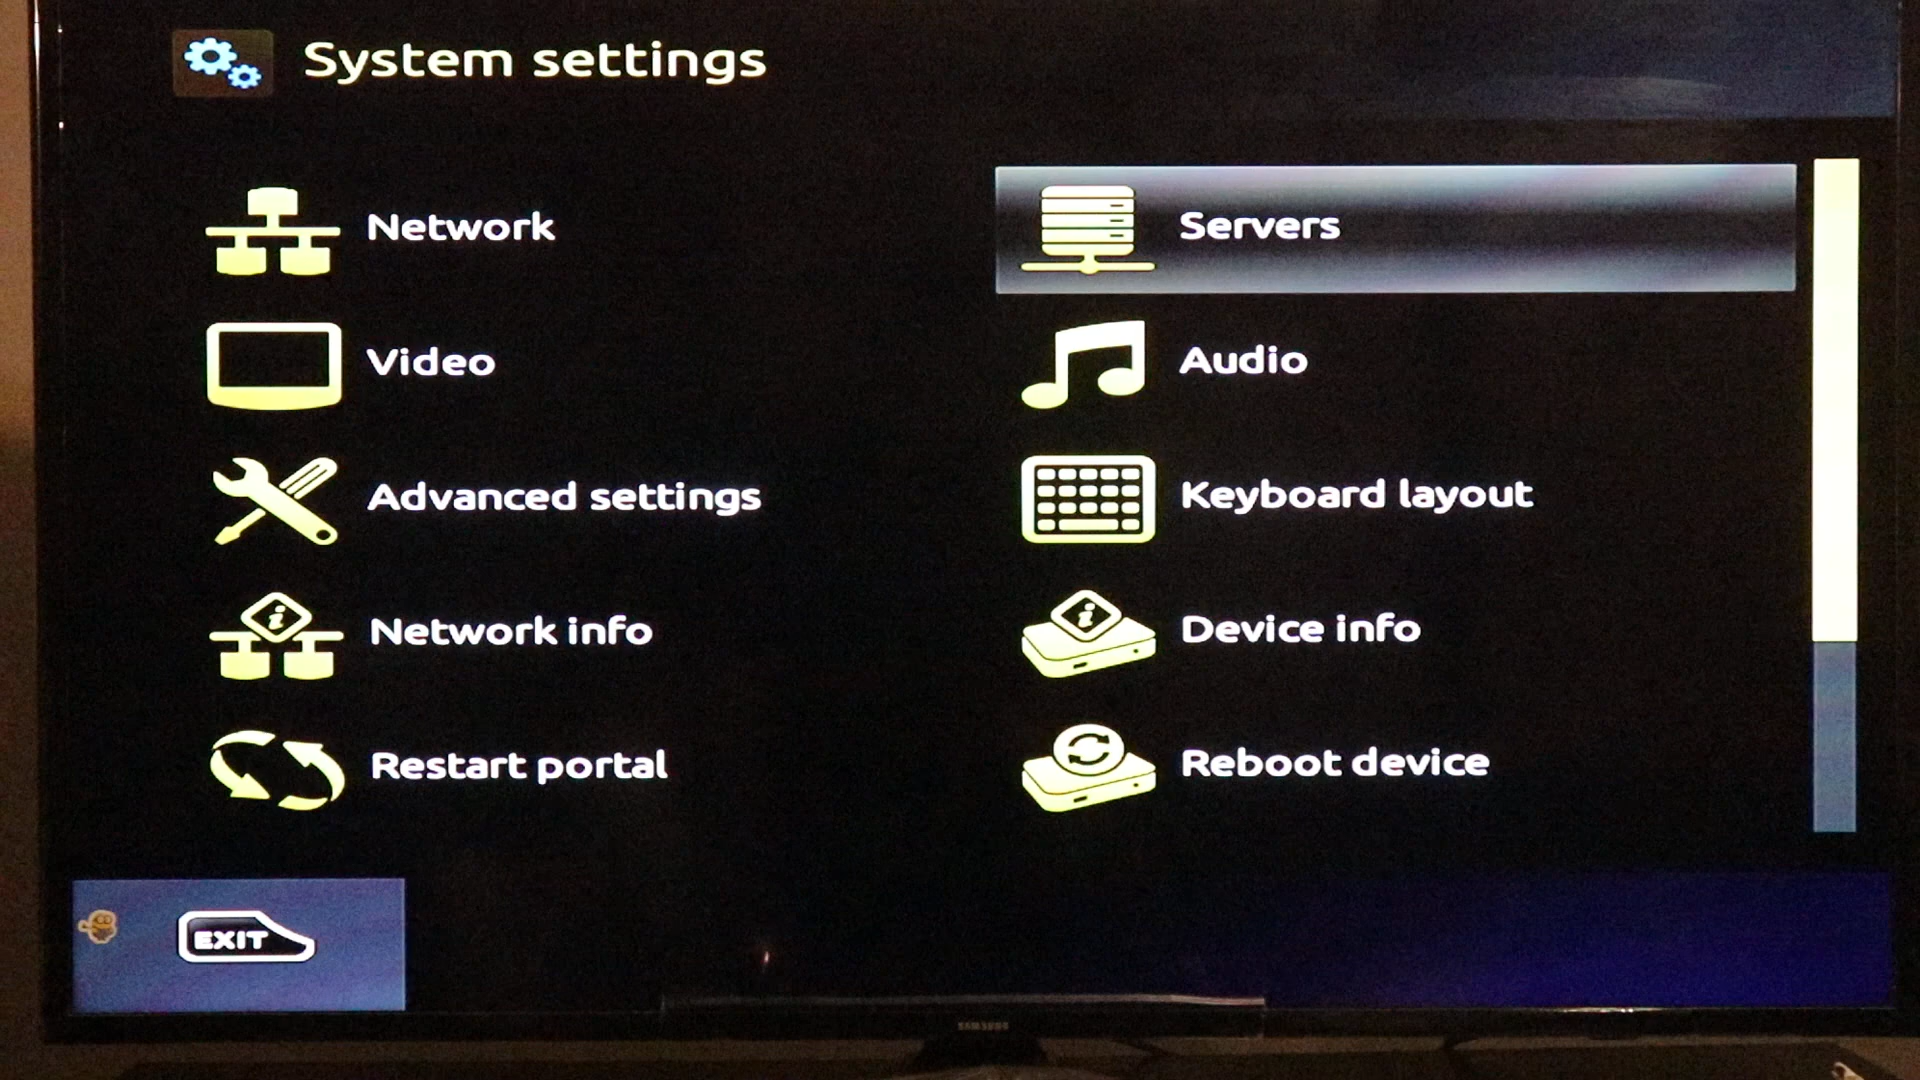 System settings
Network
Servers
Video
Audio
Advanced settings
Keyboard layout
Network info
Device info
Restart portal
Reboot device
EXIT
SAMSUNG